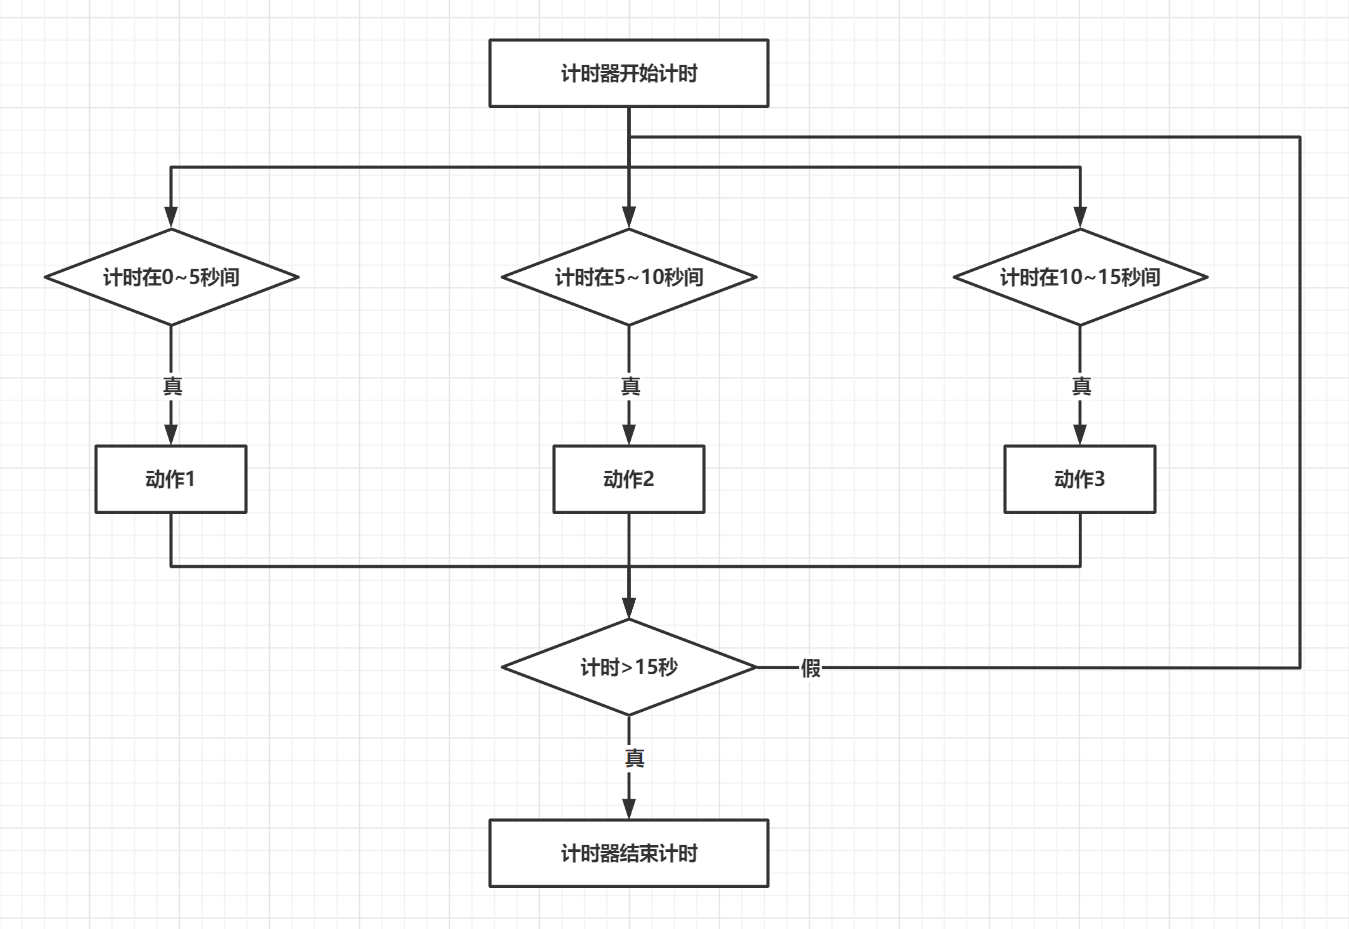 计时器开始计时
计时在0~5秒间
计时在5~10秒间
计时在10~15秒间
真
真
真
动作1
动作2
动作3
计时>15秒
假
真
计时器结束计时